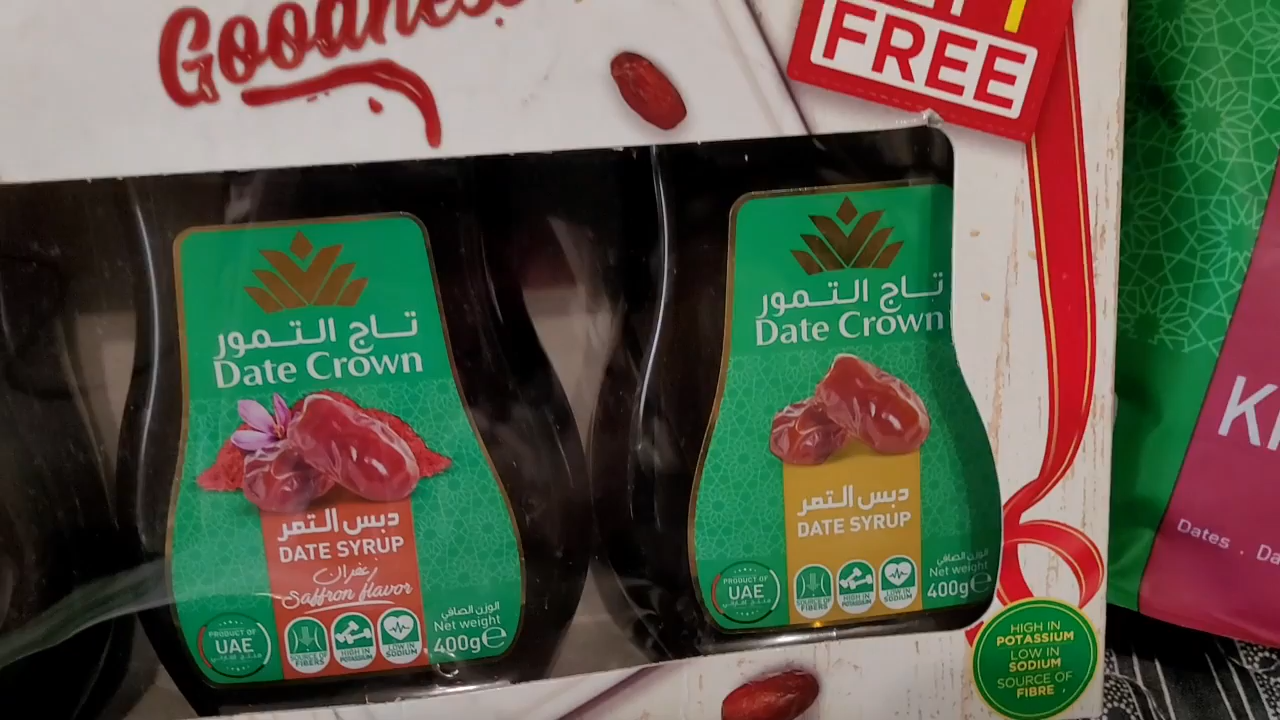 Goodness
1
FREE
تاج التمور
Date Crown
دبس التمر
DATE SYRUP
Saffron flavor
PRODUCT OF
UAE
SOURCE OF
FIBERS
HIGH IN
POTASSIUM
LOW IN
SODIUM
الوزن الصافي
Net weight
400g℮
تاج التمور
Date Crown
دبس التمر
DATE SYRUP
PRODUCT OF
UAE
SOURCE OF
FIBERS
HIGH IN
POTASSIUM
LOW IN
SODIUM
الوزن الصافي
Net weight
400g℮
HIGH IN
POTASSIUM
LOW IN
SODIUM
SOURCE OF
FIBRE
Dates .